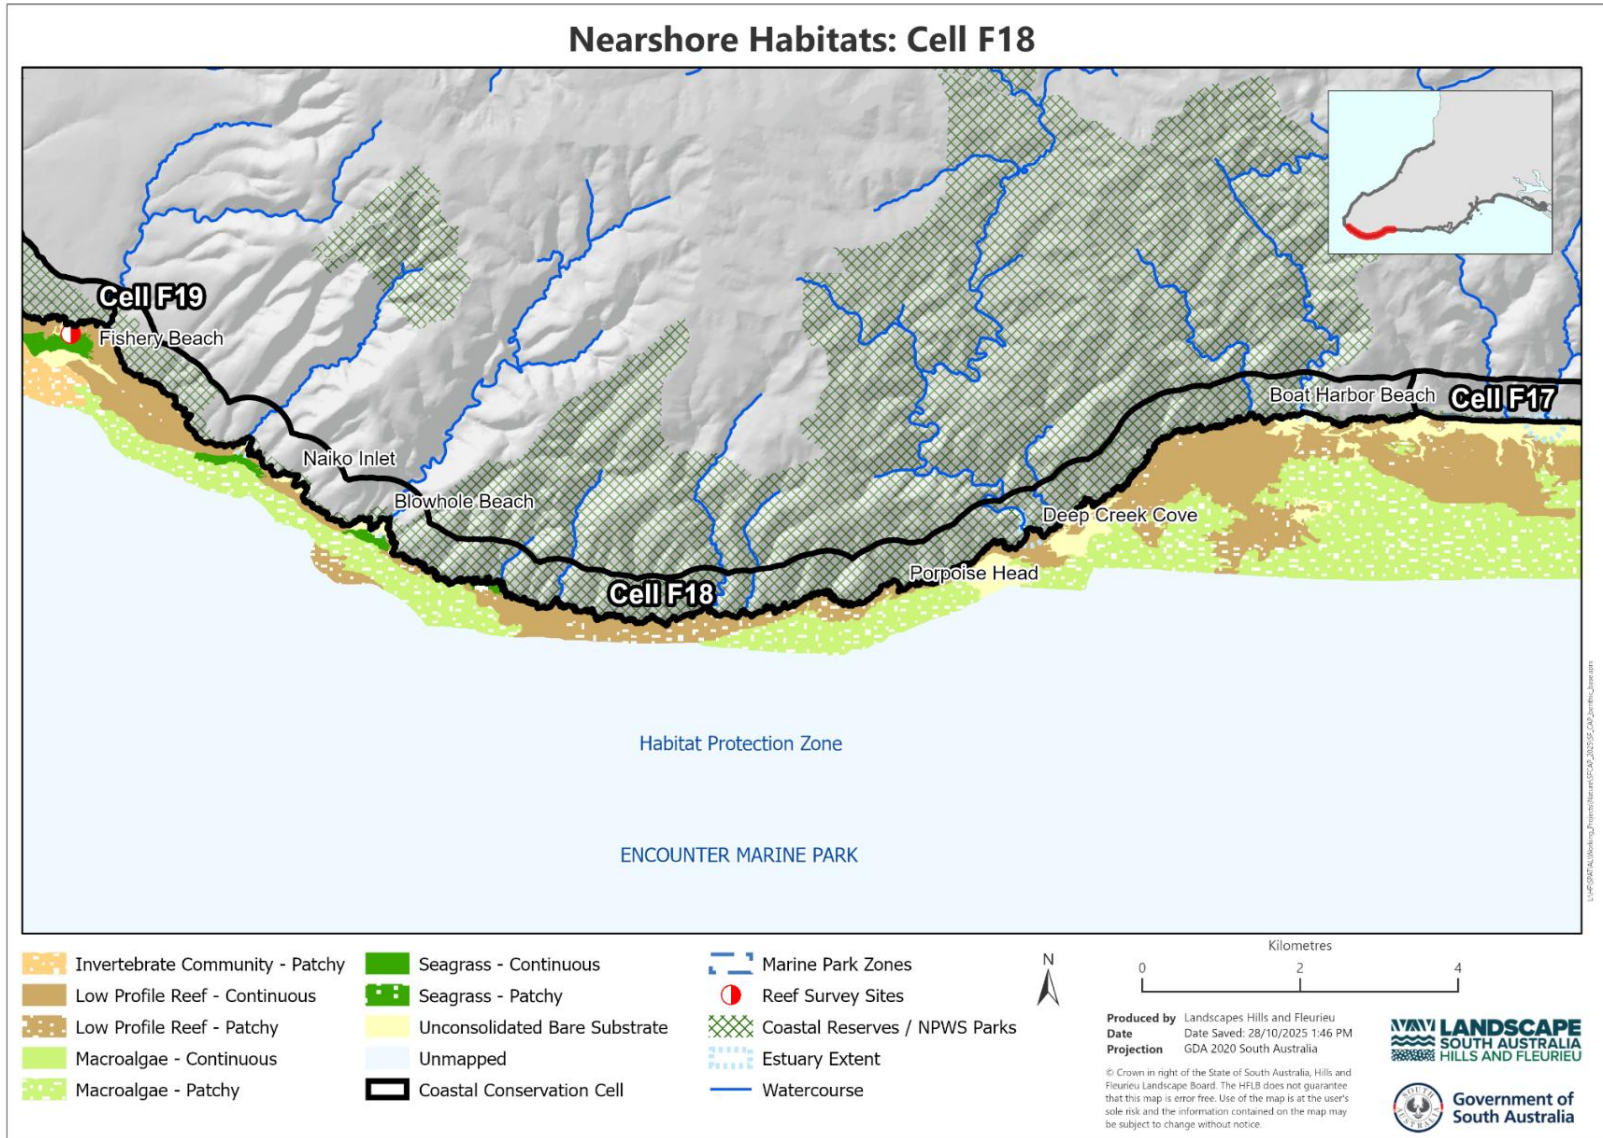 Nearshore Habitats: Cell F18
Cell F19
Fishery Beach
Boat Harbor Beach
Cell F17
Naiko Inlet
Blowhole Beach
Deep Creek Cove
Porpoise Head
Cell F18
Habitat Protection Zone
ENCOUNTER MARINE PARK
Invertebrate Community - Patchy
Low Profile Reef - Continuous
Low Profile Reef - Patchy
Macroalgae - Continuous
Macroalgae - Patchy
Seagrass - Continuous
Seagrass - Patchy
Unconsolidated Bare Substrate
Unmapped
Coastal Conservation Cell
Marine Park Zones
Reef Survey Sites
Coastal Reserves / NPWS Parks
Estuary Extent
Watercourse
N
Kilometres
0 2 4
Produced by Landscapes Hills and Fleurieu
Date Date Saved: 28/10/2025 1:46 PM
Projection GDA 2020 South Australia
© Crown in right of the State of South Australia, Hills and
Fleurieu Landscape Board. The HFLB does not guarantee
that this map is error free. Use of the map is at the user's
sole risk and the information contained on the map may
be subject to change without notice.
LANDSCAPE
SOUTH AUSTRALIA
HILLS AND FLEURIEU
Government of
South Australia